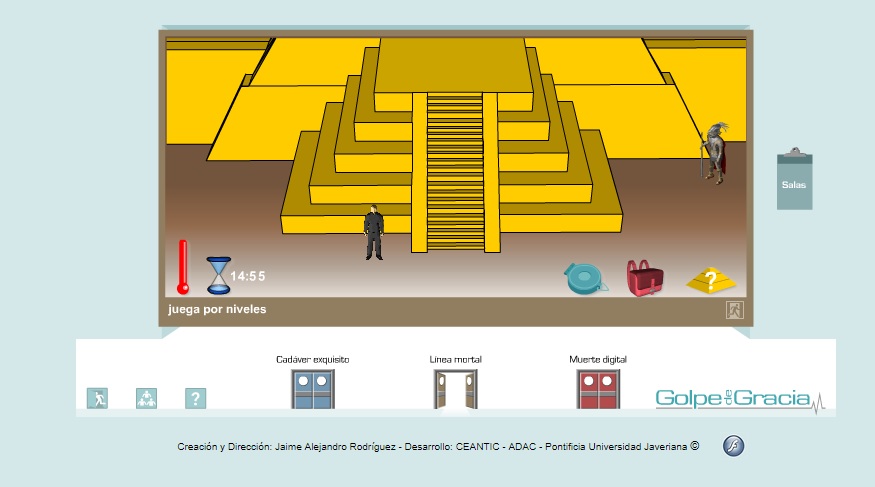 Salas
14:55
?
juega por niveles
Cadáver exquisito
Línea mortal
Muerte digital
?
Golpe de Gracia
Creación y Dirección: Jaime Alejandro Rodríguez - Desarrollo: CEANTIC - ADAC - Pontificia Universidad Javeriana ©